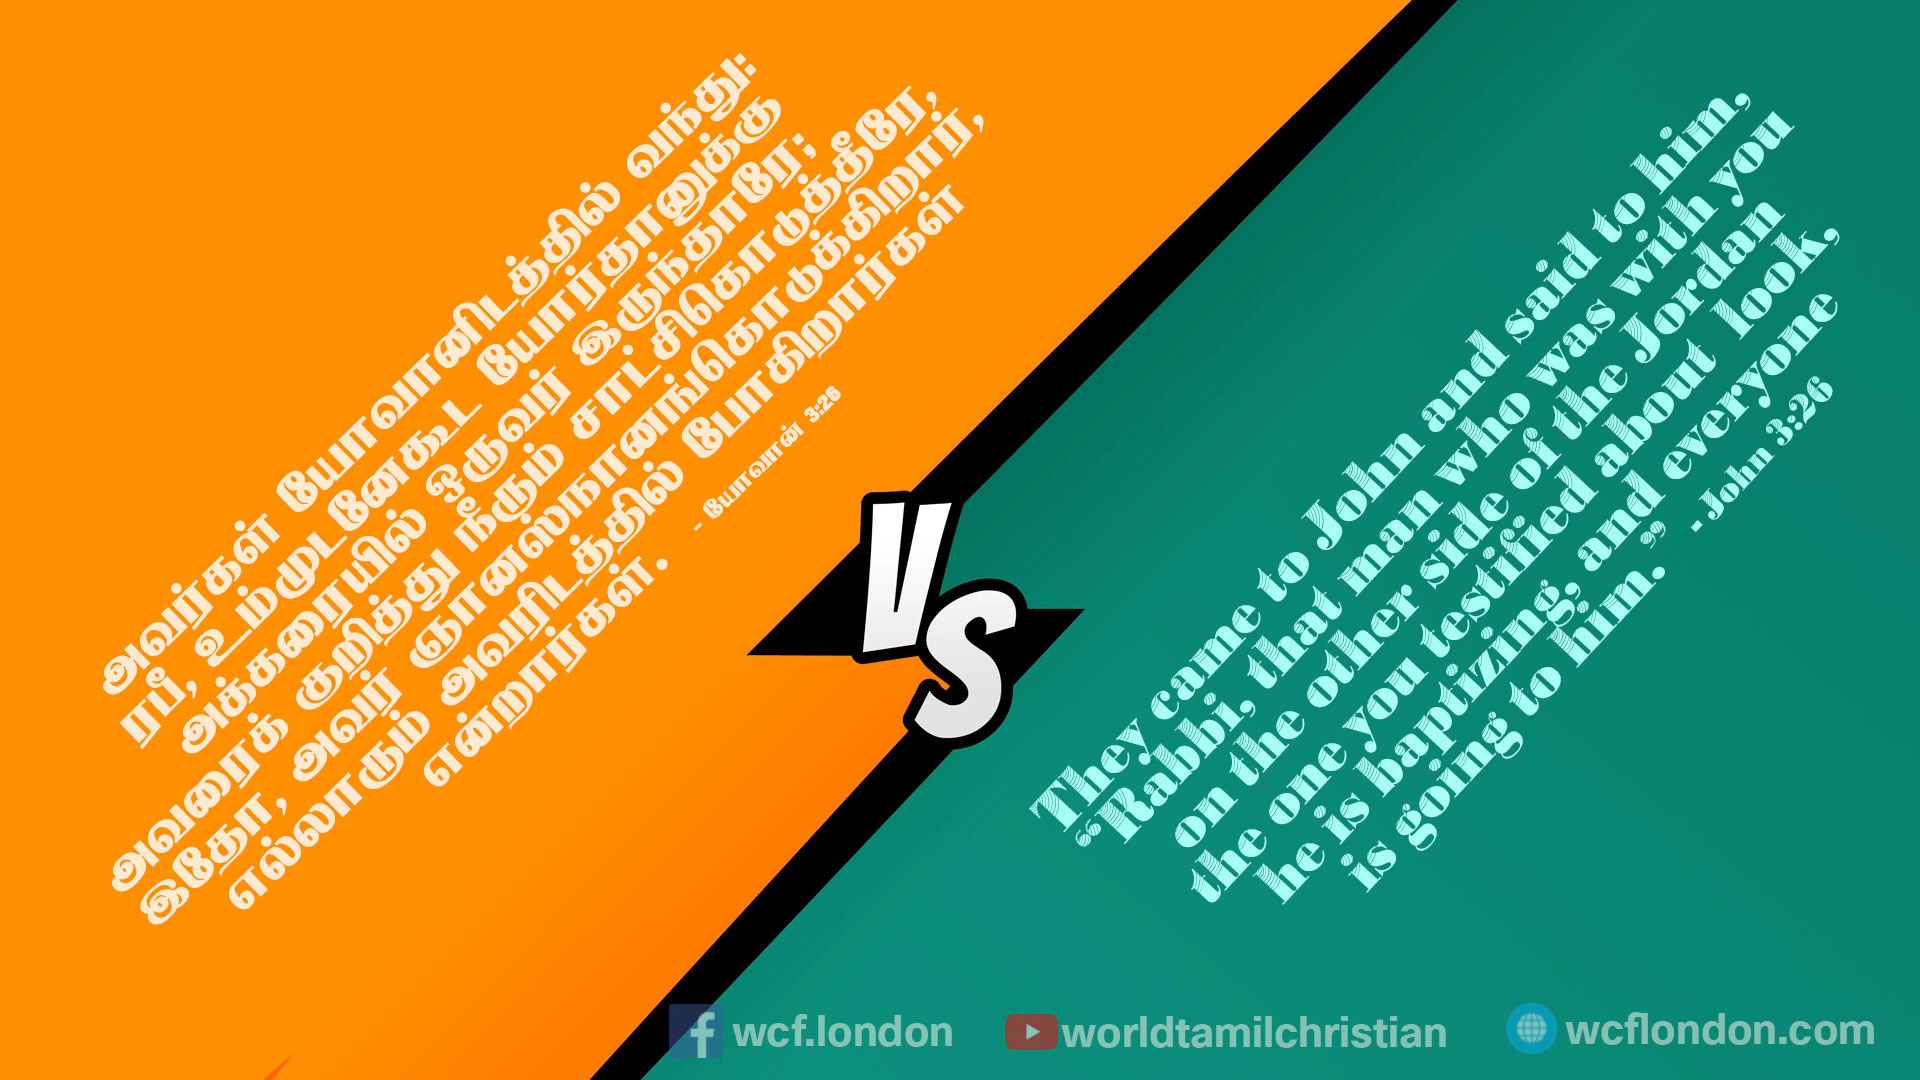 அவர்கள் யோவானிடத்தில் வந்து:
ரபீ, உம்முடனேகூட யோர்தானுக்கு
அக்கரையில் ஒருவர் இருந்தாரே;
அவரைக் குறித்து நீரும் சாட்சிகொடுத்தீரே,
இதோ, அவர் ஞானஸ்நானங்கொடுக்கிறார்,
எல்லாரும் அவரிடத்தில் போகிறார்கள்
என்றார்கள்.
- யோவான் 3:26
VS
They came to John and said to him,
“Rabbi, that man who was with you
on the other side of the Jordan
the one you testified about look,
he is baptizing, and everyone
is going to him.”
- John 3:26
wcf.london
worldtamilchristian
wcflondon.com